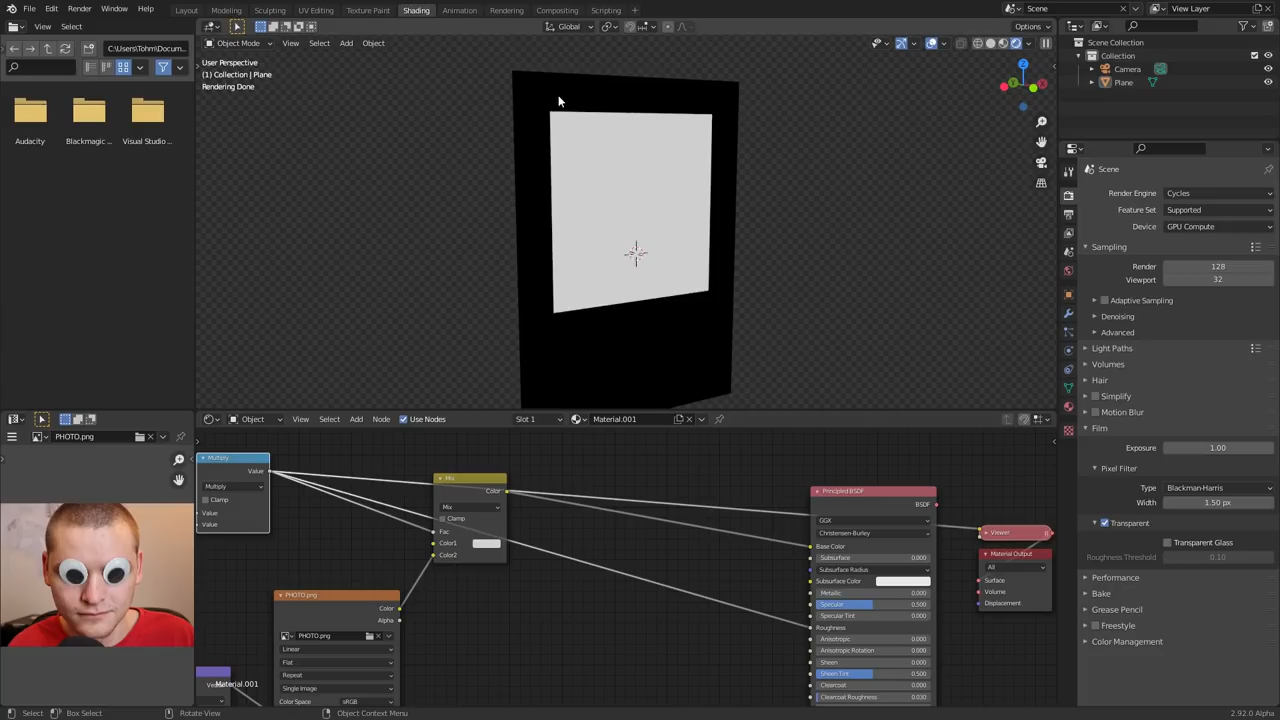 File Edit Render Window Help Layout Modeling Sculpting UV Editing Texture Paint Shading Animation Rendering Compositing Scripting Scene View Layer
View Select C:\Users\Tohm\Docum... Global Options
Object Mode View Select Add Object
Scene Collection
Collection
Camera
Plane
User Perspective
(1) Collection | Plane
Rendering Done
Audacity Blackmagic ... Visual Studio ...
Scene
Render Engine Cycles
Feature Set Supported
Device GPU Compute
Sampling
Render 128
Viewport 32
Adaptive Sampling
Denoising
Advanced
Light Paths
Volumes
Hair
Simplify
Motion Blur
Film
Exposure 1.00
Pixel Filter
Type Blackman-Harris
Width 1.50 px
Transparent
Transparent Glass
Roughness Threshold 0.10
Performance
Bake
Grease Pencil
Freestyle
Color Management
Object View Select Add Node Use Nodes Slot 1 Material.001
PHOTO.png
Multiply
Value
Multiply
Clamp
Value
Value
Mix
Color
Mix
Clamp
Fac
Color1
Color2
PHOTO.png
Color
Alpha
PHOTO.png
Linear
Flat
Repeat
Single Image
Color Space sRGB
Material.001
Principled BSDF
BSDF
GGX
Christensen-Burley
Base Color
Subsurface 0.000
Subsurface Radius
Subsurface Color
Metallic 0.000
Specular 0.500
Specular Tint 0.000
Roughness
Anisotropic 0.000
Anisotropic Rotation 0.000
Sheen 0.000
Sheen Tint 0.500
Clearcoat 0.000
Clearcoat Roughness 0.030
Viewer
Material Output
All
Surface
Volume
Displacement
Select Box Select Rotate View Object Context Menu 2.92.0 Alpha